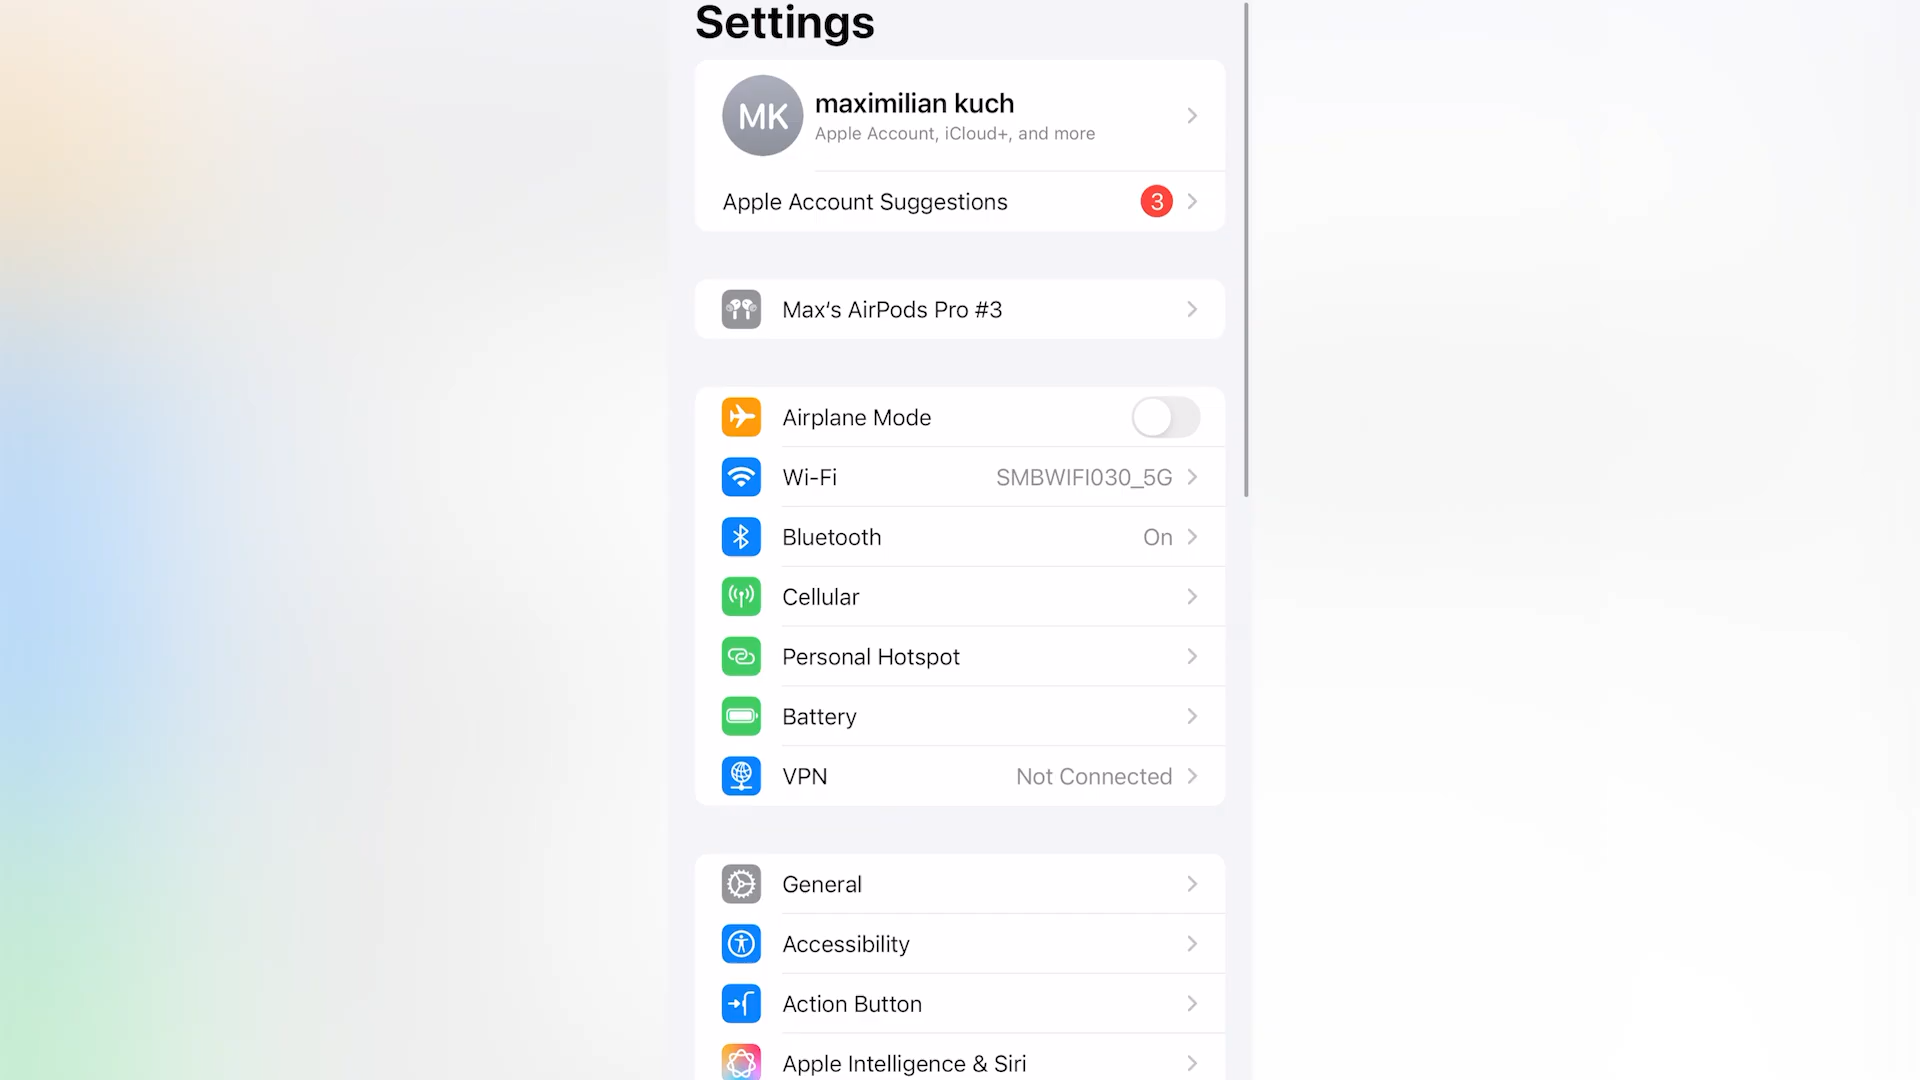 Settings
MK
maximilian kuch
Apple Account, iCloud+, and more
Apple Account Suggestions 3
Max‘s AirPods Pro #3
Airplane Mode
Wi-Fi SMBWIFI030_5G
Bluetooth On
Cellular
Personal Hotspot
Battery
VPN Not Connected
General
Accessibility
Action Button
Apple Intelligence & Siri